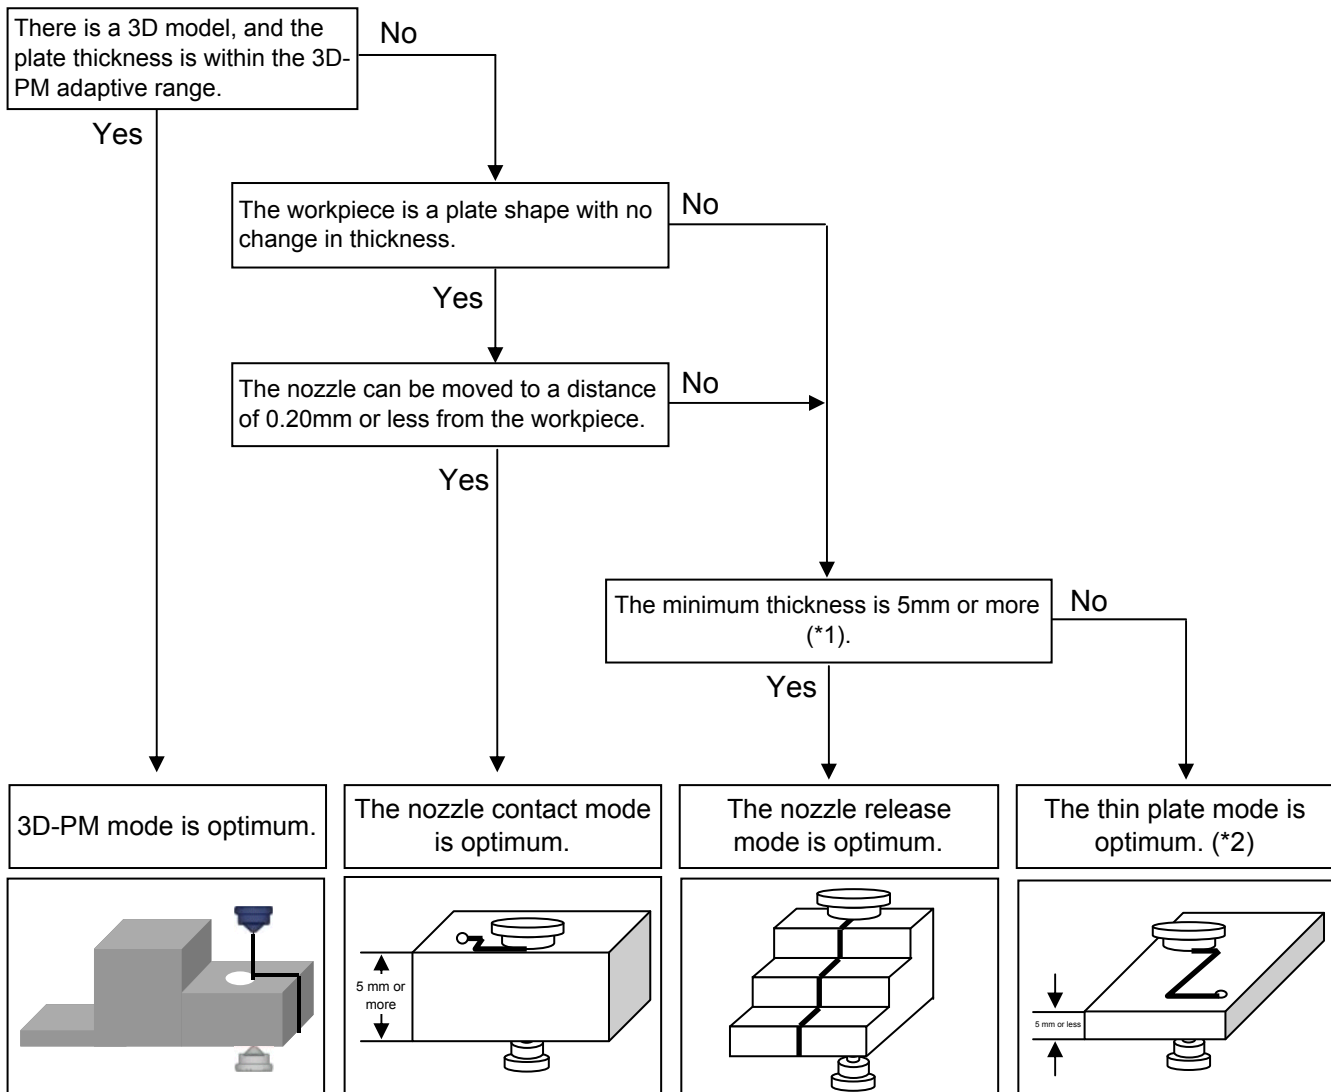 There is a 3D model, and the
plate thickness is within the 3D-
PM adaptive range.
No
Yes
The workpiece is a plate shape with no
change in thickness.
No
Yes
The nozzle can be moved to a distance
of 0.20mm or less from the workpiece.
No
Yes
The minimum thickness is 5mm or more
(*1).
No
Yes
3D-PM mode is optimum.
The nozzle contact mode
is optimum.
The nozzle release
mode is optimum.
The thin plate mode is
optimum. (*2)
5 mm or
more
5 mm or less